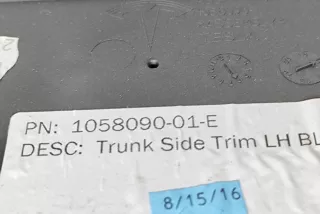 PN: 1058090-01-E
DESC: Trunk Side Trim LH BL
8/15/16